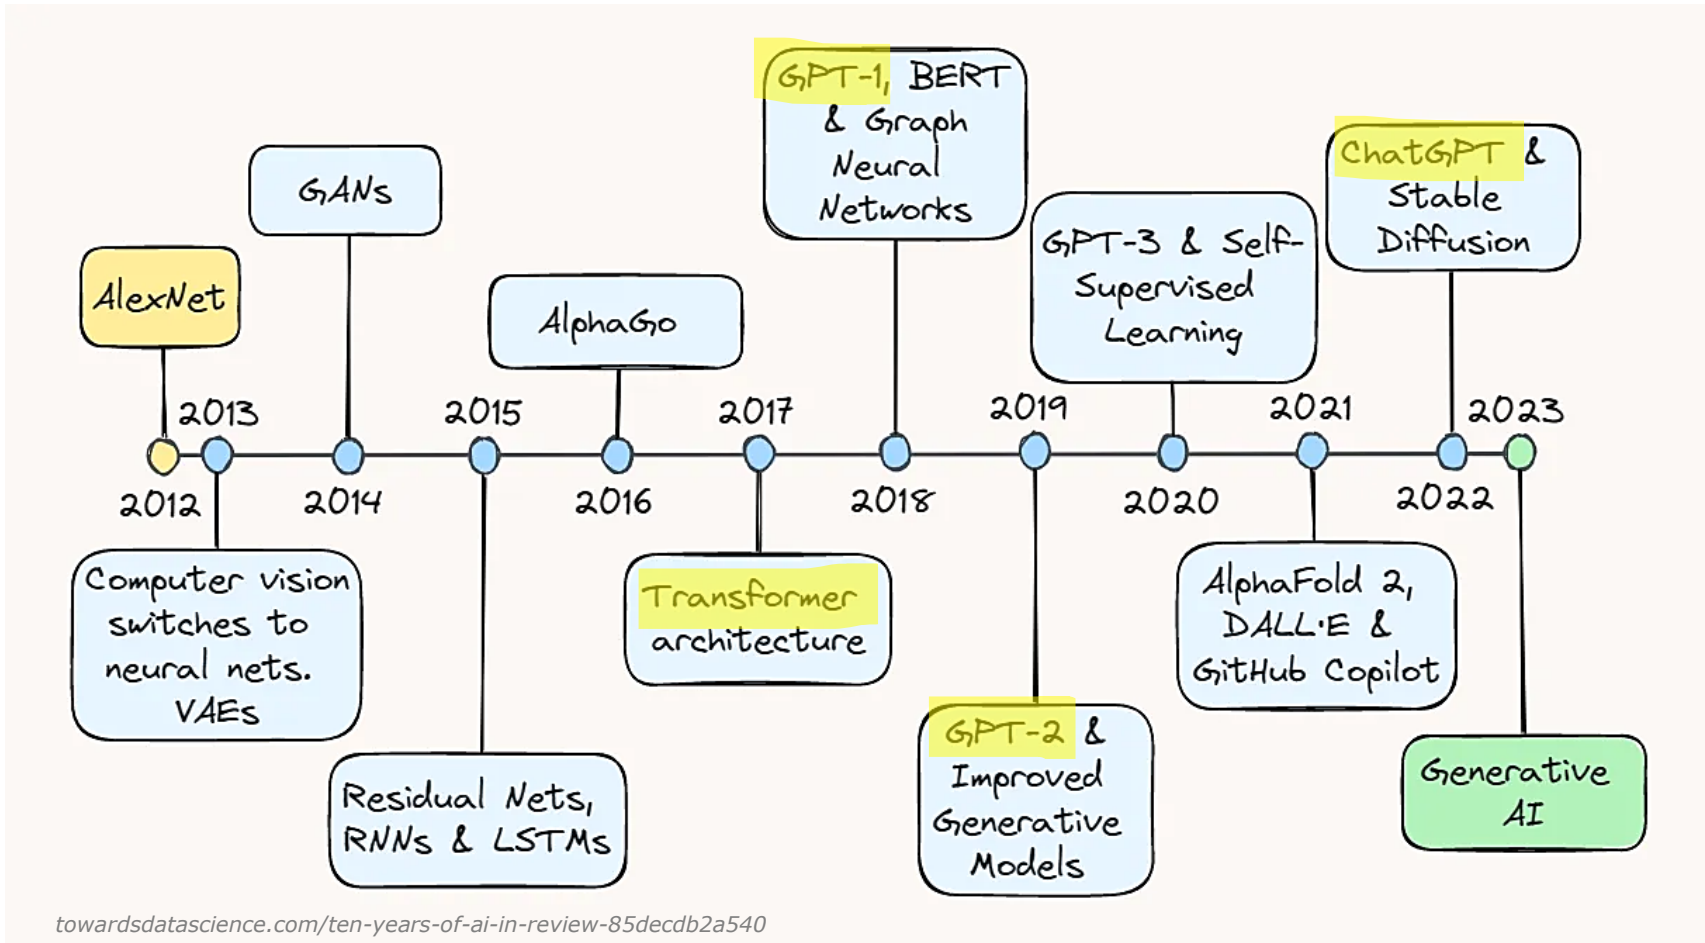 GPT-1, BERT
& Graph
Neural
Networks
ChatGPT &
Stable
Diffusion
GANs
GPT-3 & Self-
Supervised
Learning
AlexNet
AlphaGo
2013
2015
2017
2019
2021
2023
2012
2014
2016
2018
2020
2022
Computer vision
switches to
neural nets.
VAEs
Transformer
architecture
AlphaFold 2,
DALL·E &
GitHub Copilot
GPT-2 &
Improved
Generative
Models
Residual Nets,
RNNs & LSTMs
Generative
AI
towardsdatascience.com/ten-years-of-ai-in-review-85decdb2a540